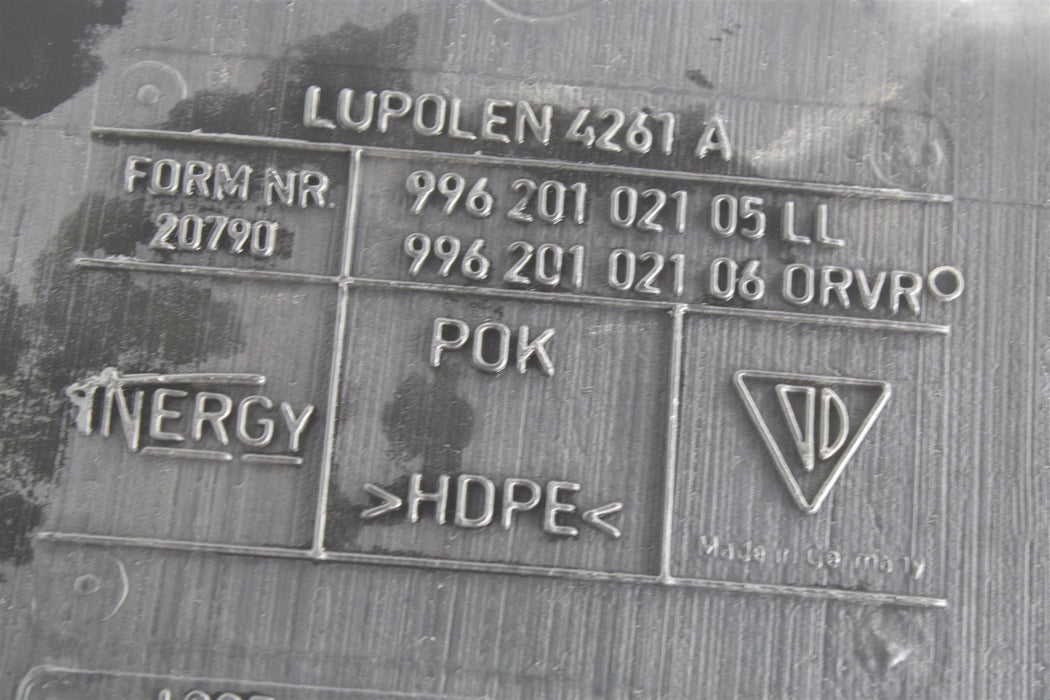 LUPOLEN 4261 A
FORM NR.
20790
996 201 021 05 LL
996 201 021 06 ORVR
POK
INERGY
>HDPE<
Made in Germany